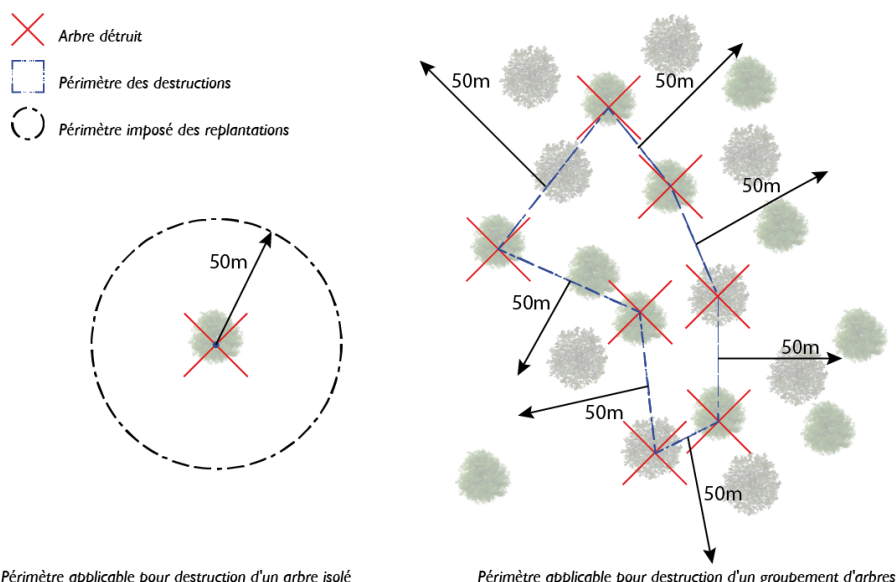 Arbre détruit
Périmètre des destructions
Périmètre imposé des replantations
50m
50m
50m
50m
50m
50m
50m
50m
Périmètre applicable pour destruction d'un arbre isolé
Périmètre applicable pour destruction d'un groupement d'arbres